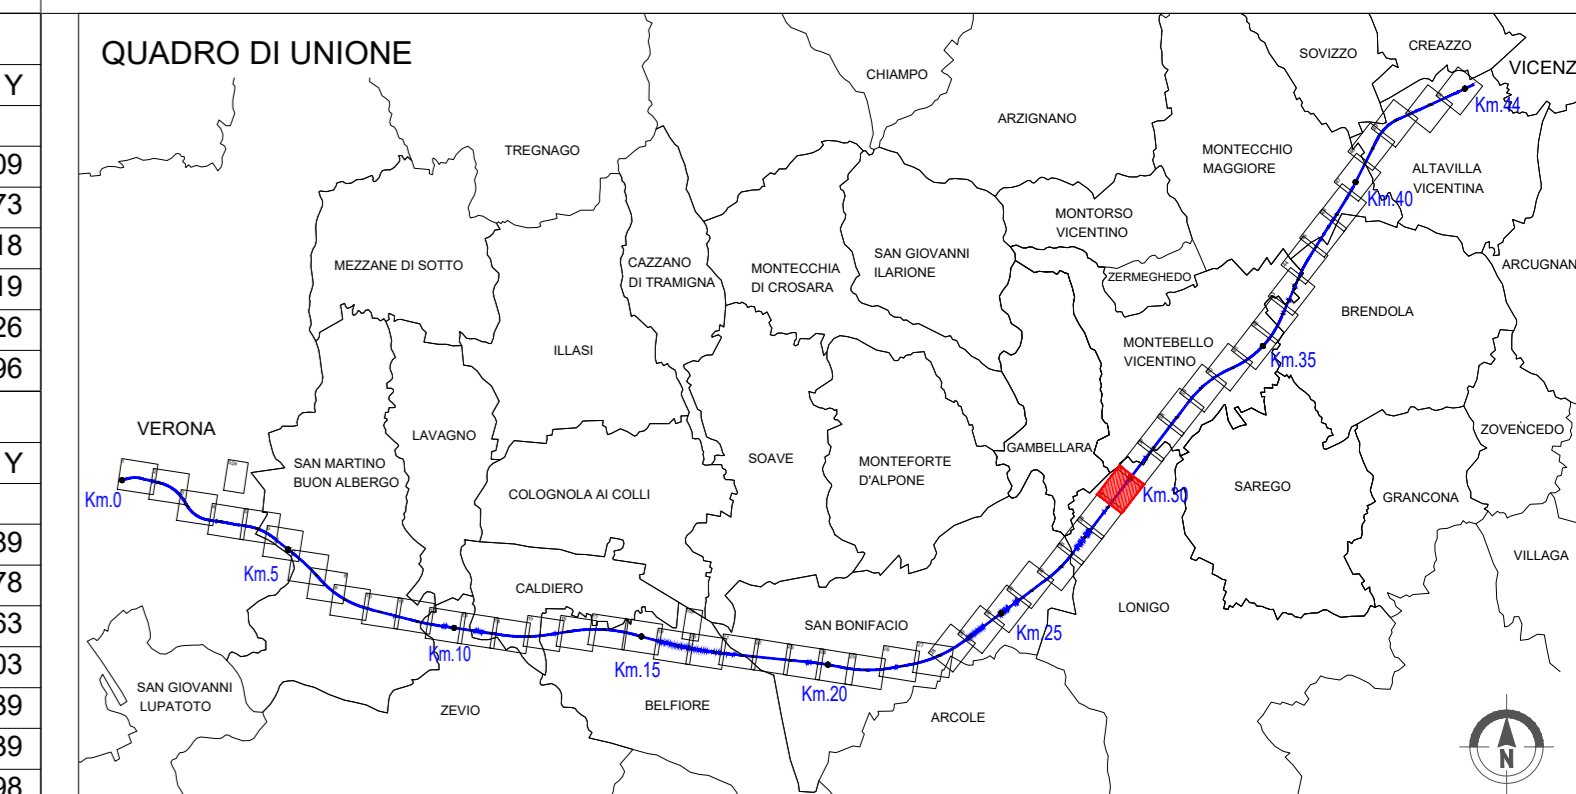 QUADRO DI UNIONE
Y
09
73
18
19
26
96
Y
39
78
63
03
39
39
98
CREAZZO
SOVIZZO
VICENZ
CHIAMPO
Km.44
ARZIGNANO
TREGNAGO
MONTECCHIO
MAGGIORE
ALTAVILLA
VICENTINA
Km.40
MONTORSO
VICENTINO
SAN GIOVANNI
ILARIONE
MEZZANE DI SOTTO
CAZZANO
DI TRAMIGNA
MONTECCHIA
DI CROSARA
ZERMEGHEDO
ARCUGNAN
BRENDOLA
ILLASI
MONTEBELLO
VICENTINO
Km.35
VERONA
LAVAGNO
ZOVENCEDO
GAMBELLARA
SAN MARTINO
BUON ALBERGO
SOAVE
MONTEFORTE
D'ALPONE
SAREGO
Km.0
COLOGNOLA AI COLLI
Km.30
GRANCONA
VILLAGA
Km.5
CALDIERO
LONIGO
SAN BONIFACIO
Km.25
Km.10
Km.15
SAN GIOVANNI
LUPATOTO
Km.20
ZEVIO
BELFIORE
ARCOLE
N